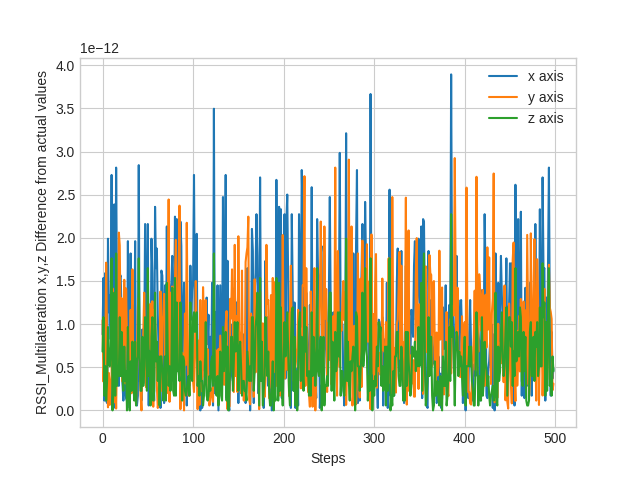 1e−12
4.0
3.5
3.0
2.5
2.0
1.5
1.0
0.5
0.0
RSSI_Multilateration x,y,z Difference from actual values
x axis
y axis
z axis
0 100 200 300 400 500
Steps